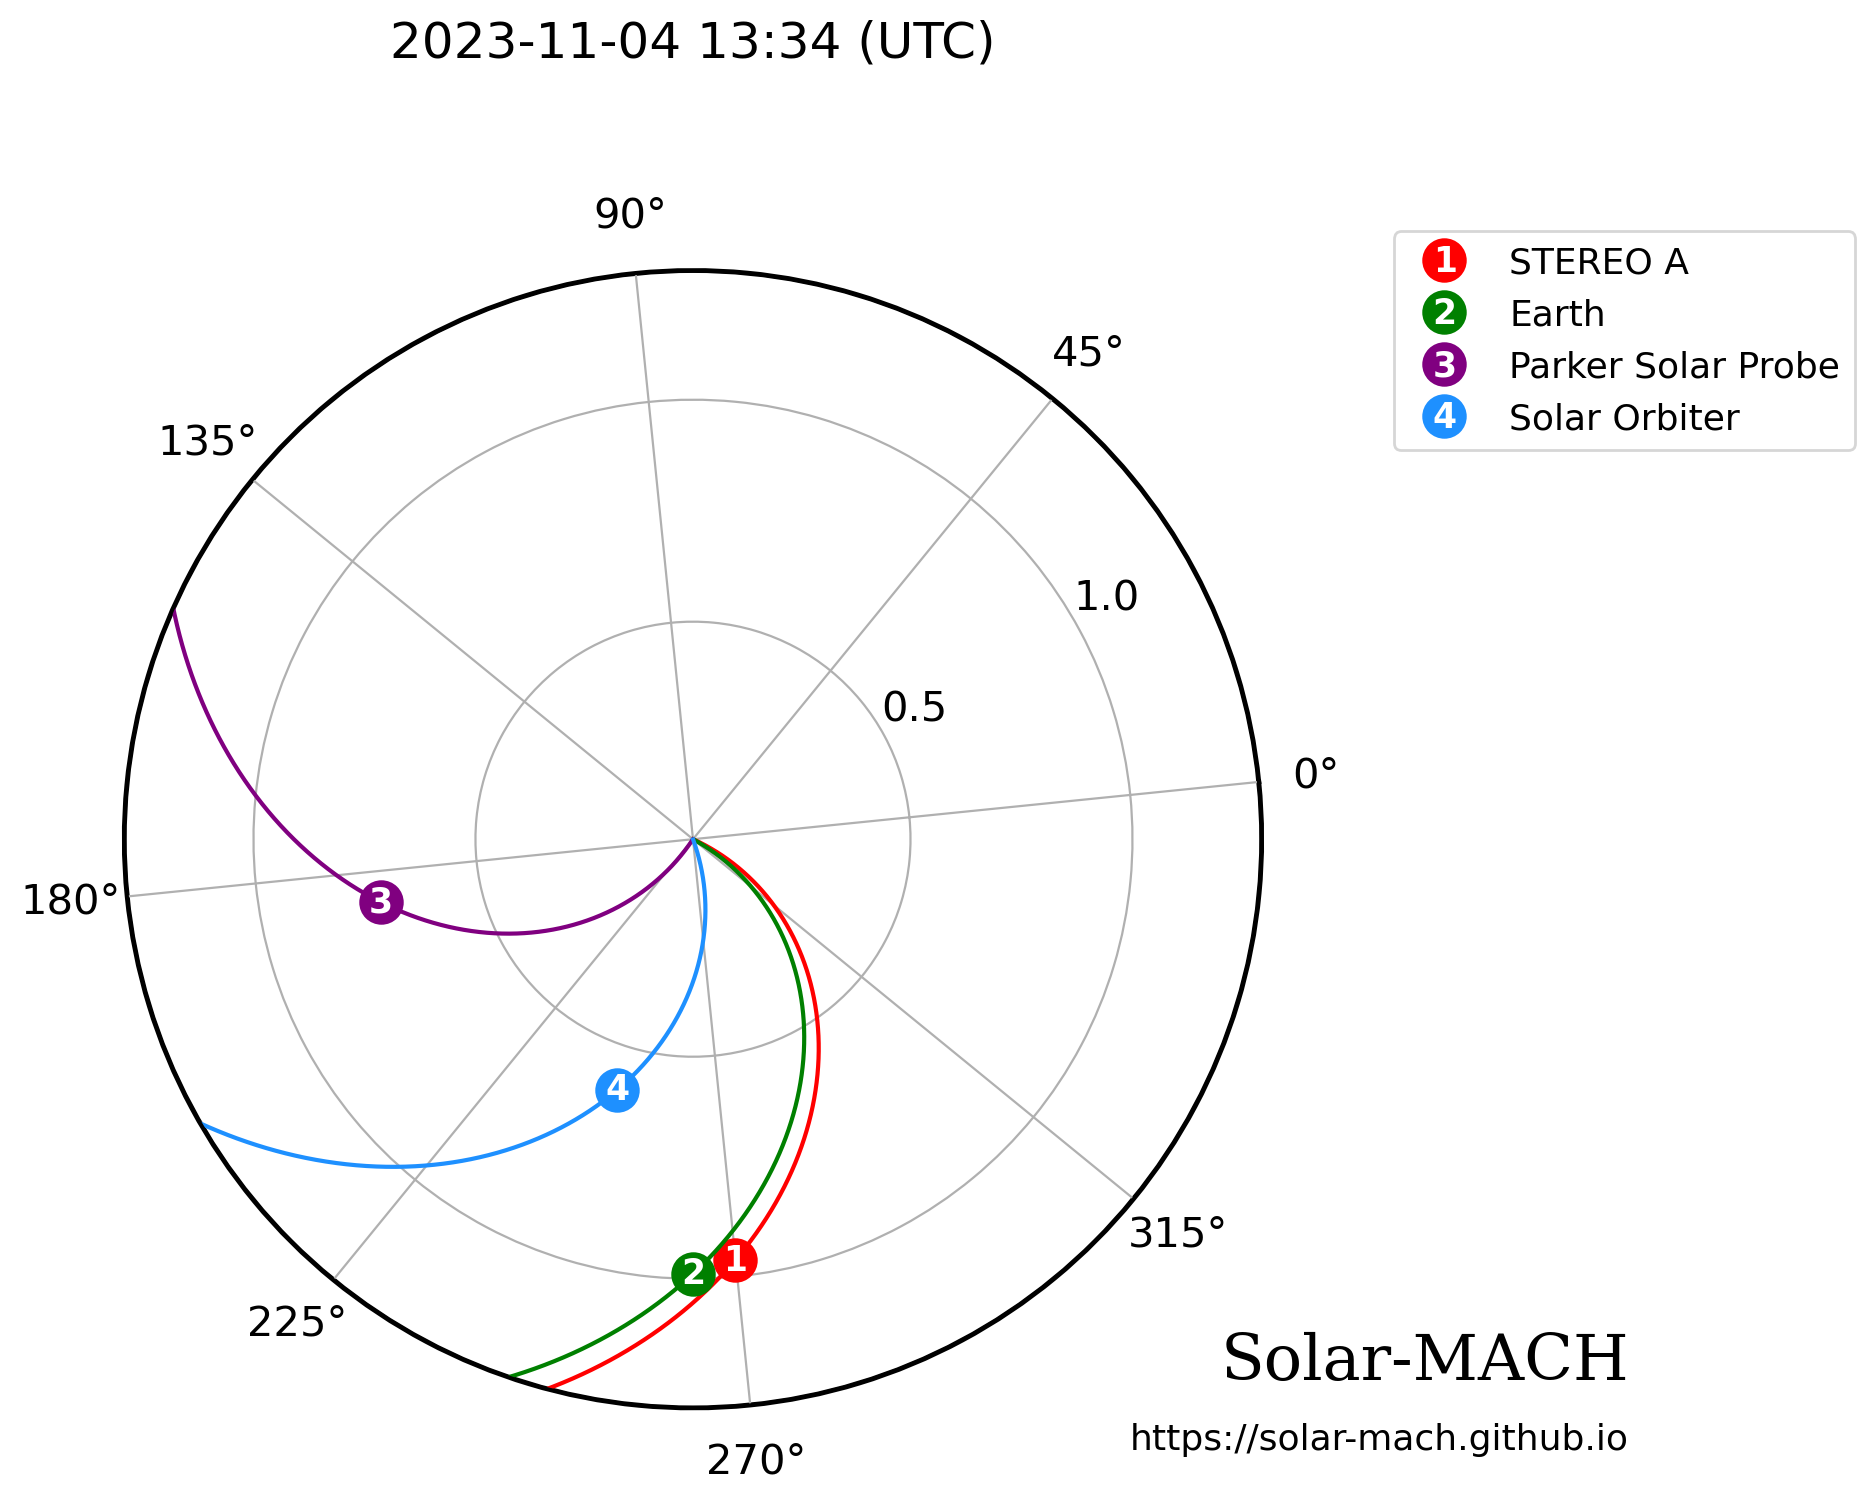 2023-11-04 13:34 (UTC)
90°
45°
135°
0°
180°
225°
315°
270°
1.0
0.5
1 STEREO A
2 Earth
3 Parker Solar Probe
4 Solar Orbiter
3
4
2
1
Solar-MACH
https://solar-mach.github.io